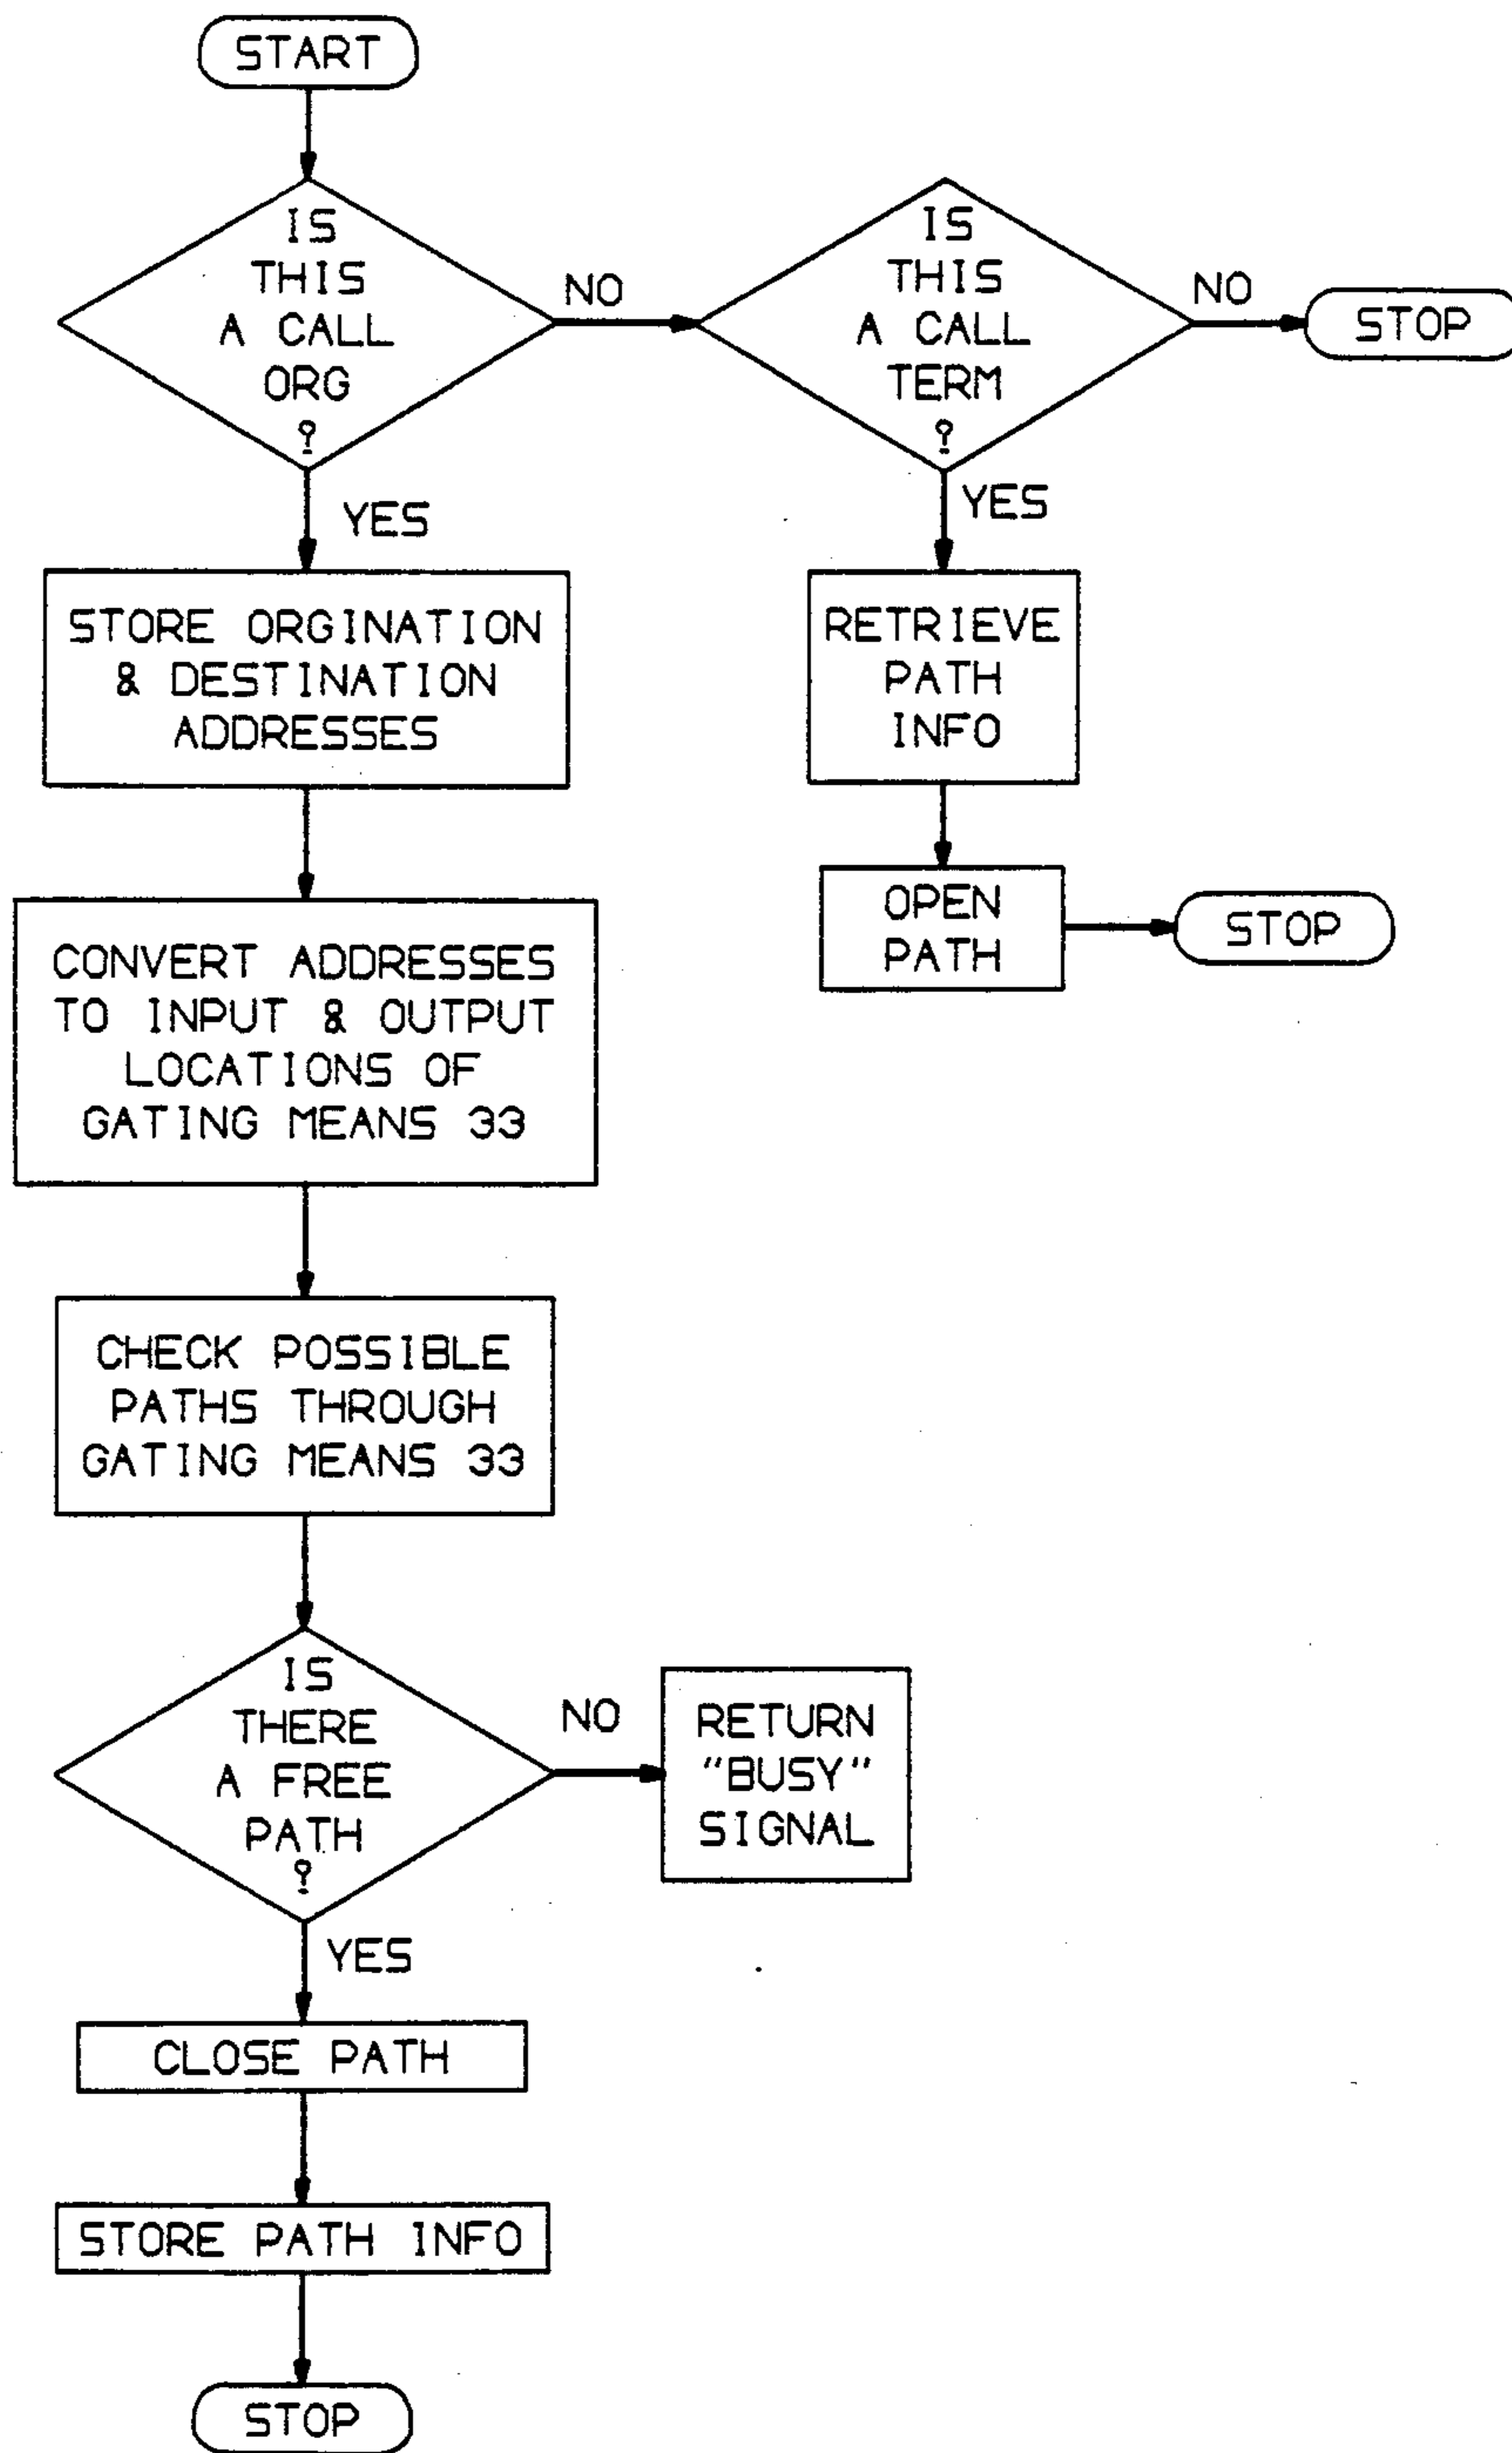 START
IS
THIS
A CALL
ORG
?
NO
IS
THIS
A CALL
TERM
?
NO
STOP
YES
YES
STORE ORGINATION
& DESTINATION
ADDRESSES
RETRIEVE
PATH
INFO
OPEN
PATH
STOP
CONVERT ADDRESSES
TO INPUT & OUTPUT
LOCATIONS OF
GATING MEANS 33
CHECK POSSIBLE
PATHS THROUGH
GATING MEANS 33
IS
THERE
A FREE
PATH
?
NO
RETURN
"BUSY"
SIGNAL
YES
CLOSE PATH
STORE PATH INFO
STOP